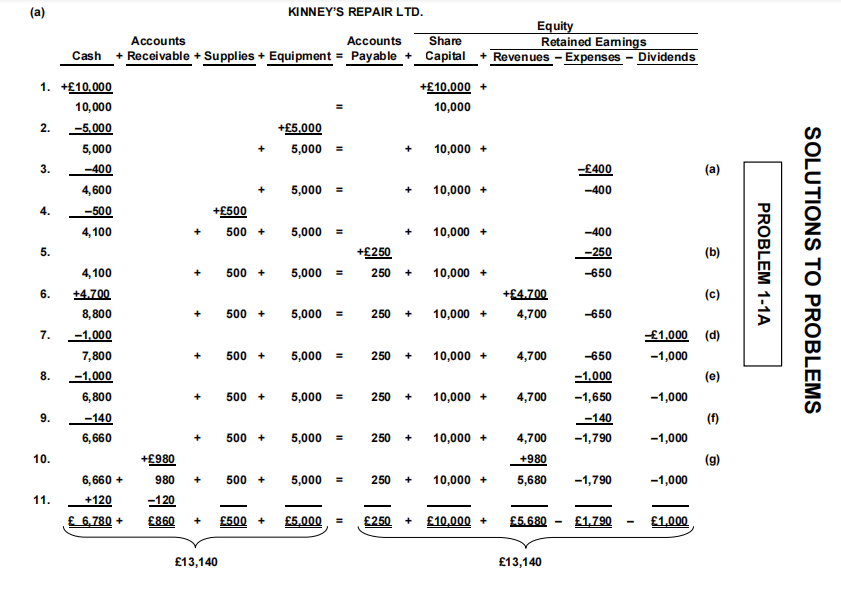 (a) KINNEY’S REPAIR LTD.
Equity
Accounts Accounts Share Retained Earnings
Cash + Receivable + Supplies + Equipment = Payable + Capital + Revenues – Expenses – Dividends
1. +£10,000 +£10,000 +
10,000 = 10,000
2. –5,000 +£5,000
5,000 + 5,000 = + 10,000 +
3. –400 –£400 (a)
4,600 + 5,000 = + 10,000 + –400
4. –500 +£500
4,100 + 500 + 5,000 = + 10,000 + –400
5. +£250 –250 (b)
4,100 + 500 + 5,000 = 250 + 10,000 + –650
6. +4.700 +£4.700 (c)
8,800 + 500 + 5,000 = 250 + 10,000 + 4,700 –650
7. –1,000 –£1,000 (d)
7,800 + 500 + 5,000 = 250 + 10,000 + 4,700 –650 –1,000
8. –1,000 –1,000 (e)
6,800 + 500 + 5,000 = 250 + 10,000 + 4,700 –1,650 –1,000
9. –140 –140 (f)
6,660 + 500 + 5,000 = 250 + 10,000 + 4,700 –1,790 –1,000
10. +£980 +980 (g)
6,660 + 980 + 500 + 5,000 = 250 + 10,000 + 5,680 –1,790 –1,000
11. +120 –120
£ 6,780 + £860 + £500 + £5,000 = £250 + £10,000 + £5.680 – £1,790 – £1,000
£13,140 £13,140
SOLUTIONS TO PROBLEMS
PROBLEM 1-1A